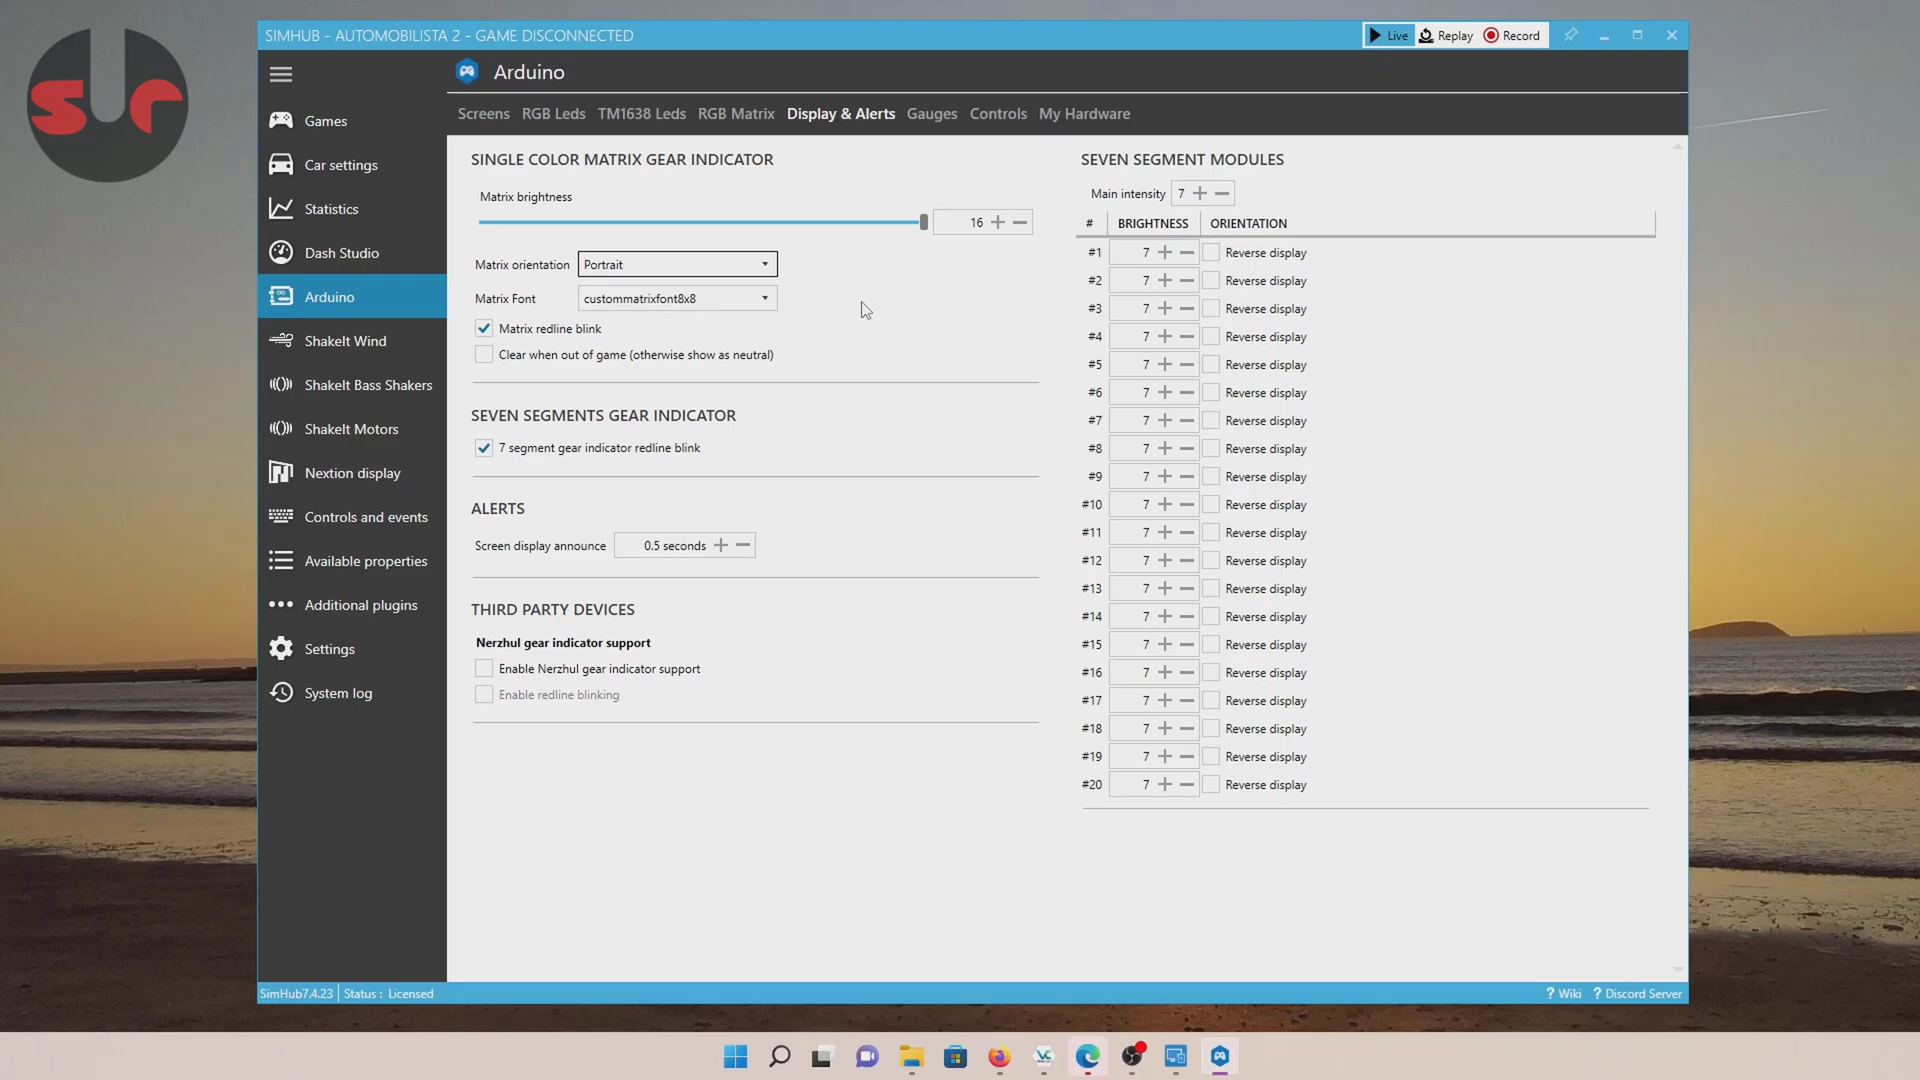 SIMHUB - AUTOMOBILISTA 2 - GAME DISCONNECTED
Live Replay Record
sur
Arduino
Games
Car settings
Statistics
Dash Studio
Arduino
ShakeIt Wind
ShakeIt Bass Shakers
ShakeIt Motors
Nextion display
Controls and events
Available properties
Additional plugins
Settings
System log
Screens RGB Leds TM1638 Leds RGB Matrix Display & Alerts Gauges Controls My Hardware
SINGLE COLOR MATRIX GEAR INDICATOR
Matrix brightness
16
Matrix orientation Portrait
Matrix Font custommatrixfont8x8
Matrix redline blink
Clear when out of game (otherwise show as neutral)
SEVEN SEGMENTS GEAR INDICATOR
7 segment gear indicator redline blink
ALERTS
Screen display announce 0.5 seconds
THIRD PARTY DEVICES
Nerzhul gear indicator support
Enable Nerzhul gear indicator support
Enable redline blinking
SEVEN SEGMENT MODULES
Main intensity 7
# BRIGHTNESS ORIENTATION
#1 7 Reverse display
#2 7 Reverse display
#3 7 Reverse display
#4 7 Reverse display
#5 7 Reverse display
#6 7 Reverse display
#7 7 Reverse display
#8 7 Reverse display
#9 7 Reverse display
#10 7 Reverse display
#11 7 Reverse display
#12 7 Reverse display
#13 7 Reverse display
#14 7 Reverse display
#15 7 Reverse display
#16 7 Reverse display
#17 7 Reverse display
#18 7 Reverse display
#19 7 Reverse display
#20 7 Reverse display
SimHub7.4.23 Status : Licensed
? Wiki ? Discord Server